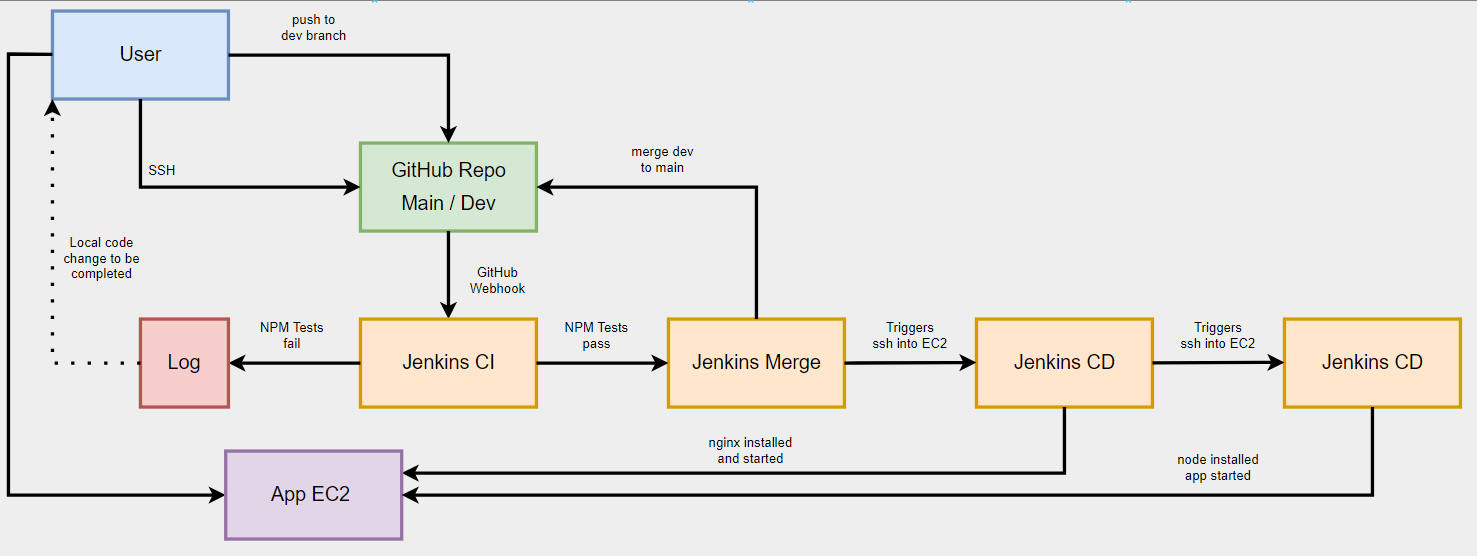 push to
dev branch
User
SSH
GitHub Repo
Main / Dev
merge dev
to main
Local code
change to be
completed
GitHub
Webhook
NPM Tests
fail
NPM Tests
pass
Triggers
ssh into EC2
Triggers
ssh into EC2
Log
Jenkins CI
Jenkins Merge
Jenkins CD
Jenkins CD
nginx installed
and started
node installed
app started
App EC2